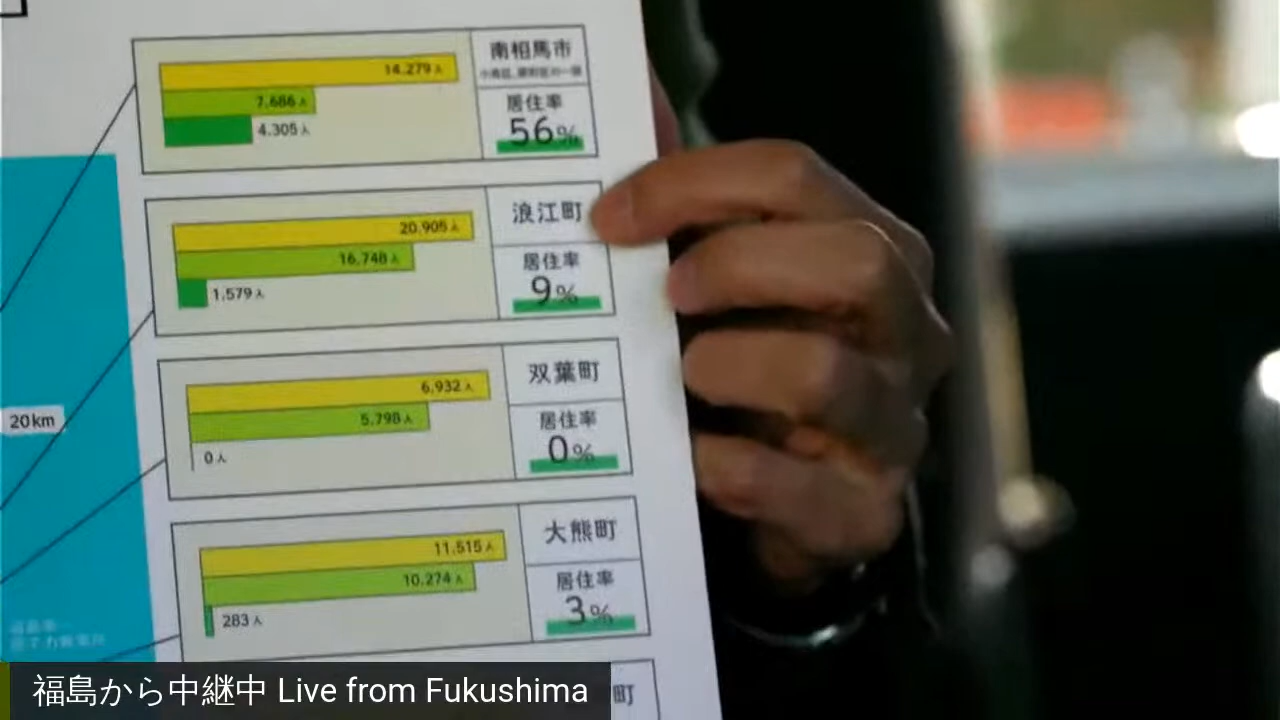 南相馬市
14,279人
7,686人
4,305人
居住率
56%
浪江町
20,905人
16,748人
1,579人
居住率
9%
双葉町
6,932人
5,798人
0人
居住率
0%
20km
大熊町
11,515人
10,274人
283人
居住率
3%
町
福島から中継中 Live from Fukushima